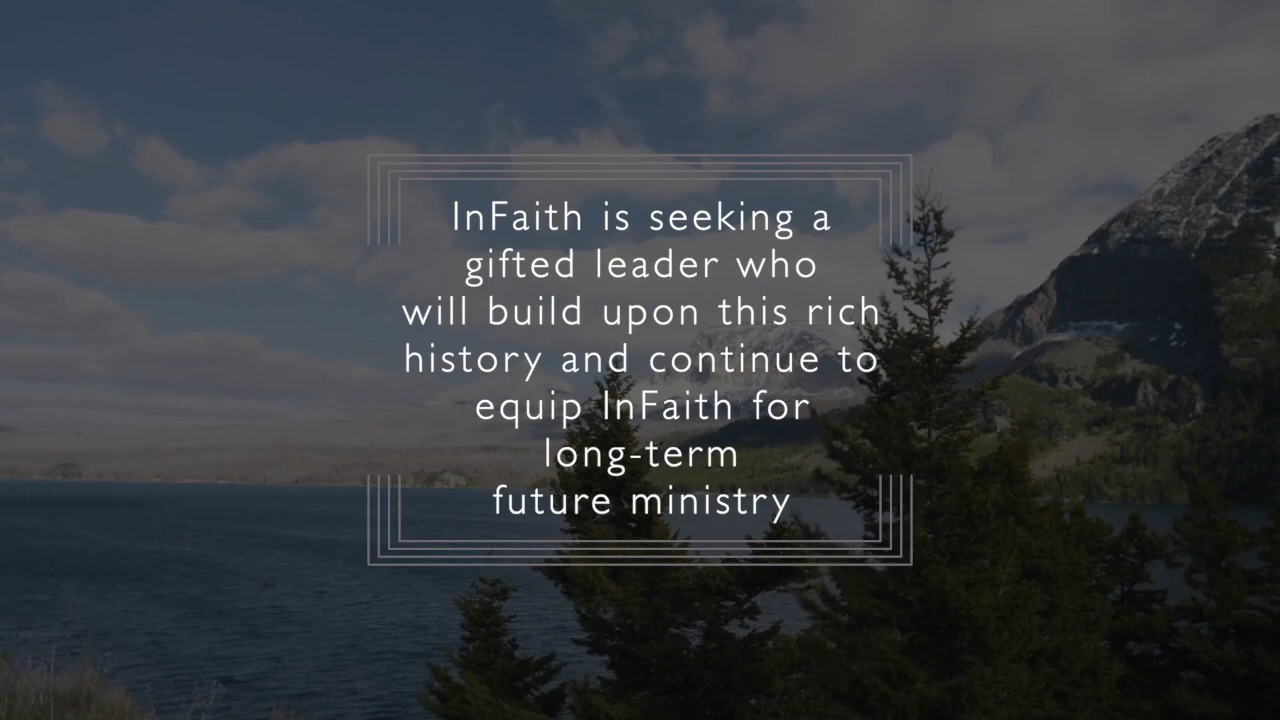 InFaith is seeking a
gifted leader who
will build upon this rich
history and continue to
equip InFaith for
long-term
future ministry